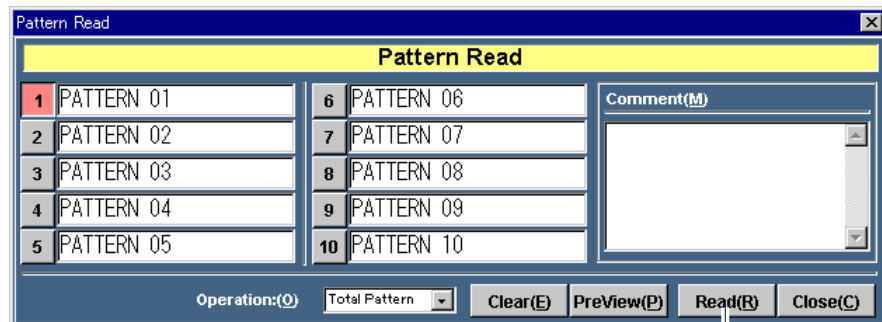 Pattern Read
Pattern Read
1 PATTERN 01
2 PATTERN 02
3 PATTERN 03
4 PATTERN 04
5 PATTERN 05
6 PATTERN 06
7 PATTERN 07
8 PATTERN 08
9 PATTERN 09
10 PATTERN 10
Comment(M)
Operation:(O) Total Pattern Clear(E) PreView(P) Read(R) Close(C)